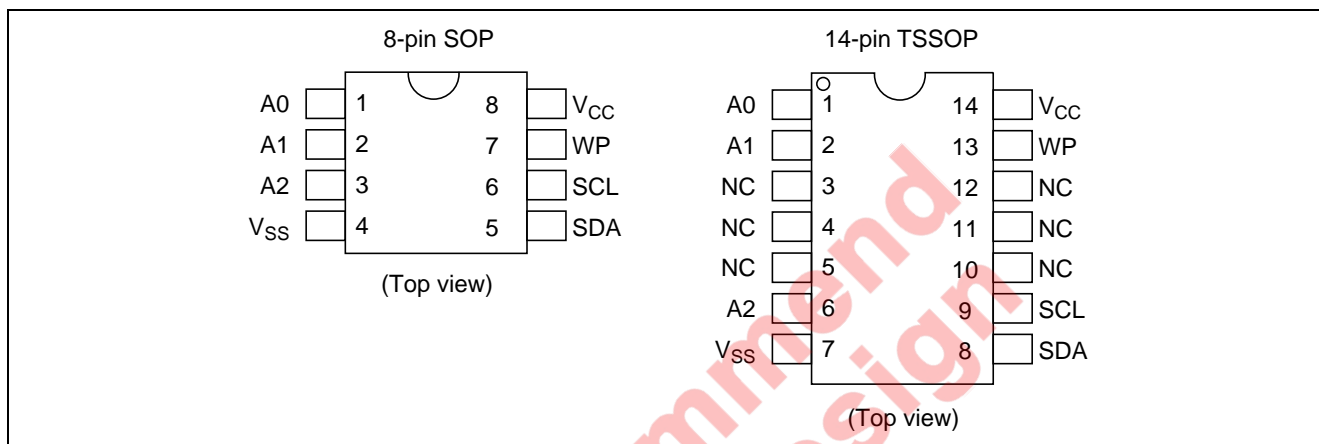 8-pin SOP
A0 1 8 VCC
A1 2 7 WP
A2 3 6 SCL
VSS 4 5 SDA
(Top view)
14-pin TSSOP
A0 1 14 VCC
A1 2 13 WP
NC 3 12 NC
NC 4 11 NC
NC 5 10 NC
A2 6 9 SCL
VSS 7 8 SDA
(Top view)
mmend
esign